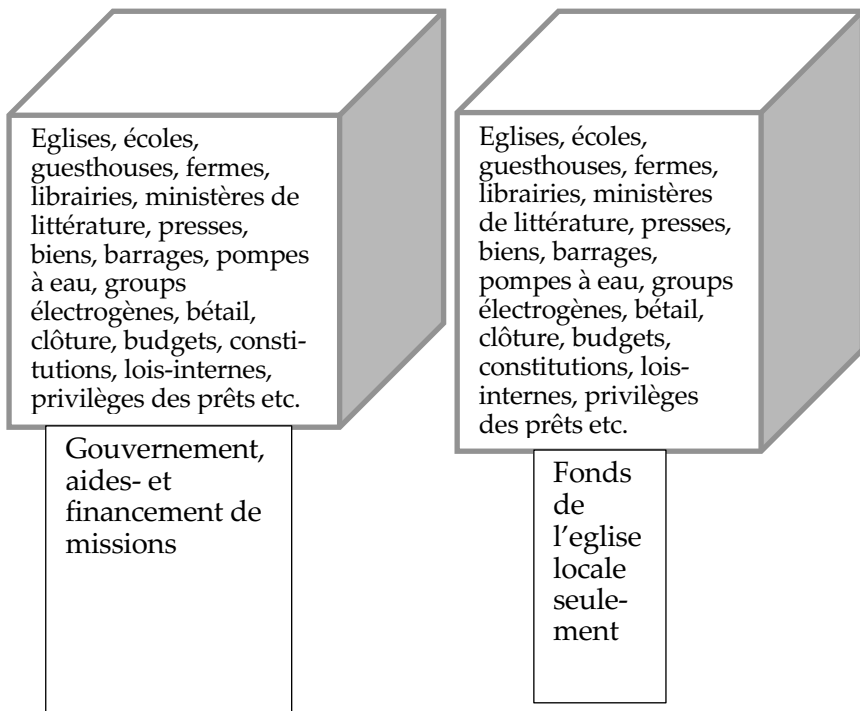 Eglises, écoles,
guesthouses, fermes,
librairies, ministères de
littérature, presses,
biens, barrages, pompes
à eau, groups
électrogènes, bétail,
clôture, budgets, consti-
tutions, lois-internes,
privilèges des prêts etc.
Gouvernement,
aides- et
financement de
missions
Eglises, écoles,
guesthouses, fermes,
librairies, ministères
de littérature, presses,
biens, barrages,
pompes à eau, groups
électrogènes, bétail,
clôture, budgets,
constitutions, lois-
internes, privilèges
des prêts etc.
Fonds
de
l'eglise
locale
seule-
ment